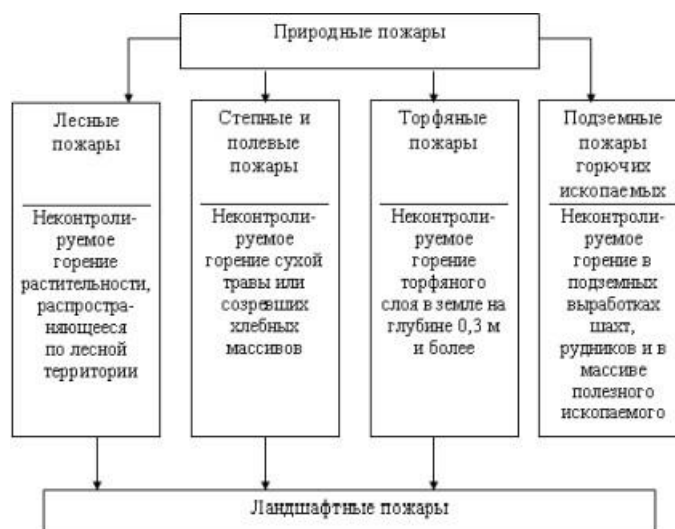 Природные пожары
Лесные
пожары
Неконтроли-
руемое
горение
растительности,
распростра-
няющееся
по лесной
территории
Степные и
полевые
пожары
Неконтроли-
руемое
горение сухой
травы или
созревших
хлебных
массивов
Торфяные
пожары
Неконтроли-
руемое
горение
торфяного
слоя в земле на
глубине 0,3 м
и более
Подземные
пожары
горючих
ископаемых
Неконтроли-
руемое
горение в
подземных
выработках
шахт,
рудников и в
массиве
полезного
ископаемого
Ландшафтные пожары